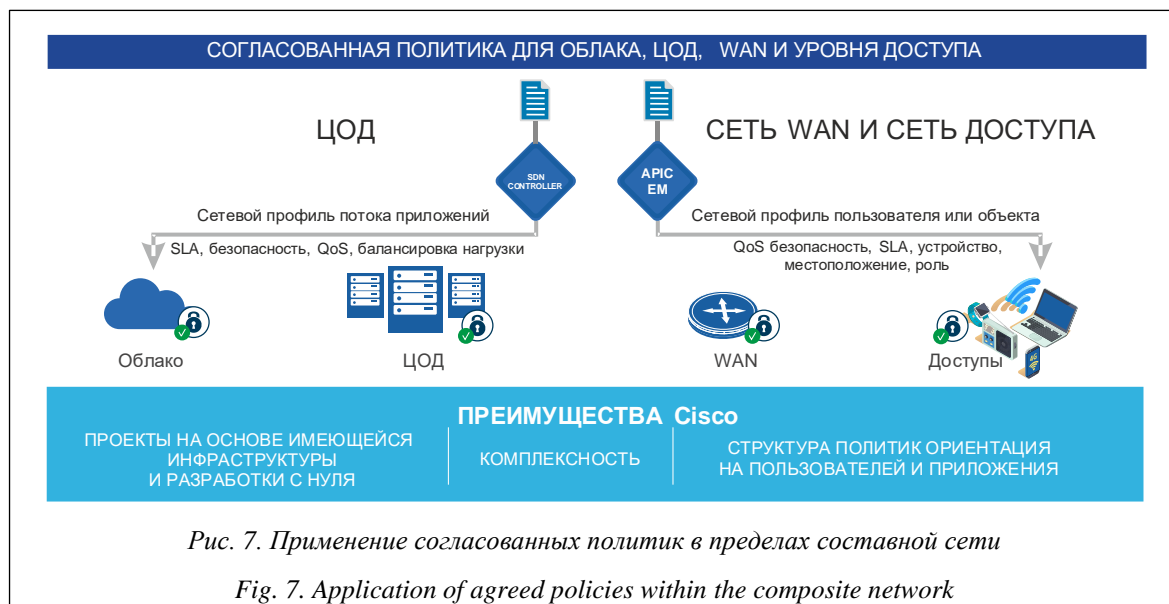 СОГЛАСОВАННАЯ ПОЛИТИКА ДЛЯ ОБЛАКА, ЦОД, WAN И УРОВНЯ ДОСТУПА
ЦОД
СЕТЬ WAN И СЕТЬ ДОСТУПА
SDN
CONTROLLER
APIC
EM
Сетевой профиль потока приложений
SLA, безопасность, QoS, балансировка нагрузки
Сетевой профиль пользователя или объекта
QoS безопасность, SLA, устройство,
местоположение, роль
4G
Облако
ЦОД
WAN
Доступы
ПРЕИМУЩЕСТВА Cisco
ПРОЕКТЫ НА ОСНОВЕ ИМЕЮЩЕЙСЯ
ИНФРАСТРУКТУРЫ
И РАЗРАБОТКИ С НУЛЯ
КОМПЛЕКСНОСТЬ
СТРУКТУРА ПОЛИТИК ОРИЕНТАЦИЯ
НА ПОЛЬЗОВАТЕЛЕЙ И ПРИЛОЖЕНИЯ
Рис. 7. Применение согласованных политик в пределах составной сети
Fig. 7. Application of agreed policies within the composite network